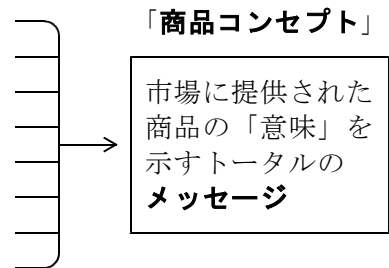 「商品コンセプト」
市場に提供された
商品の「意味」を
示すトータルの
メッセージ